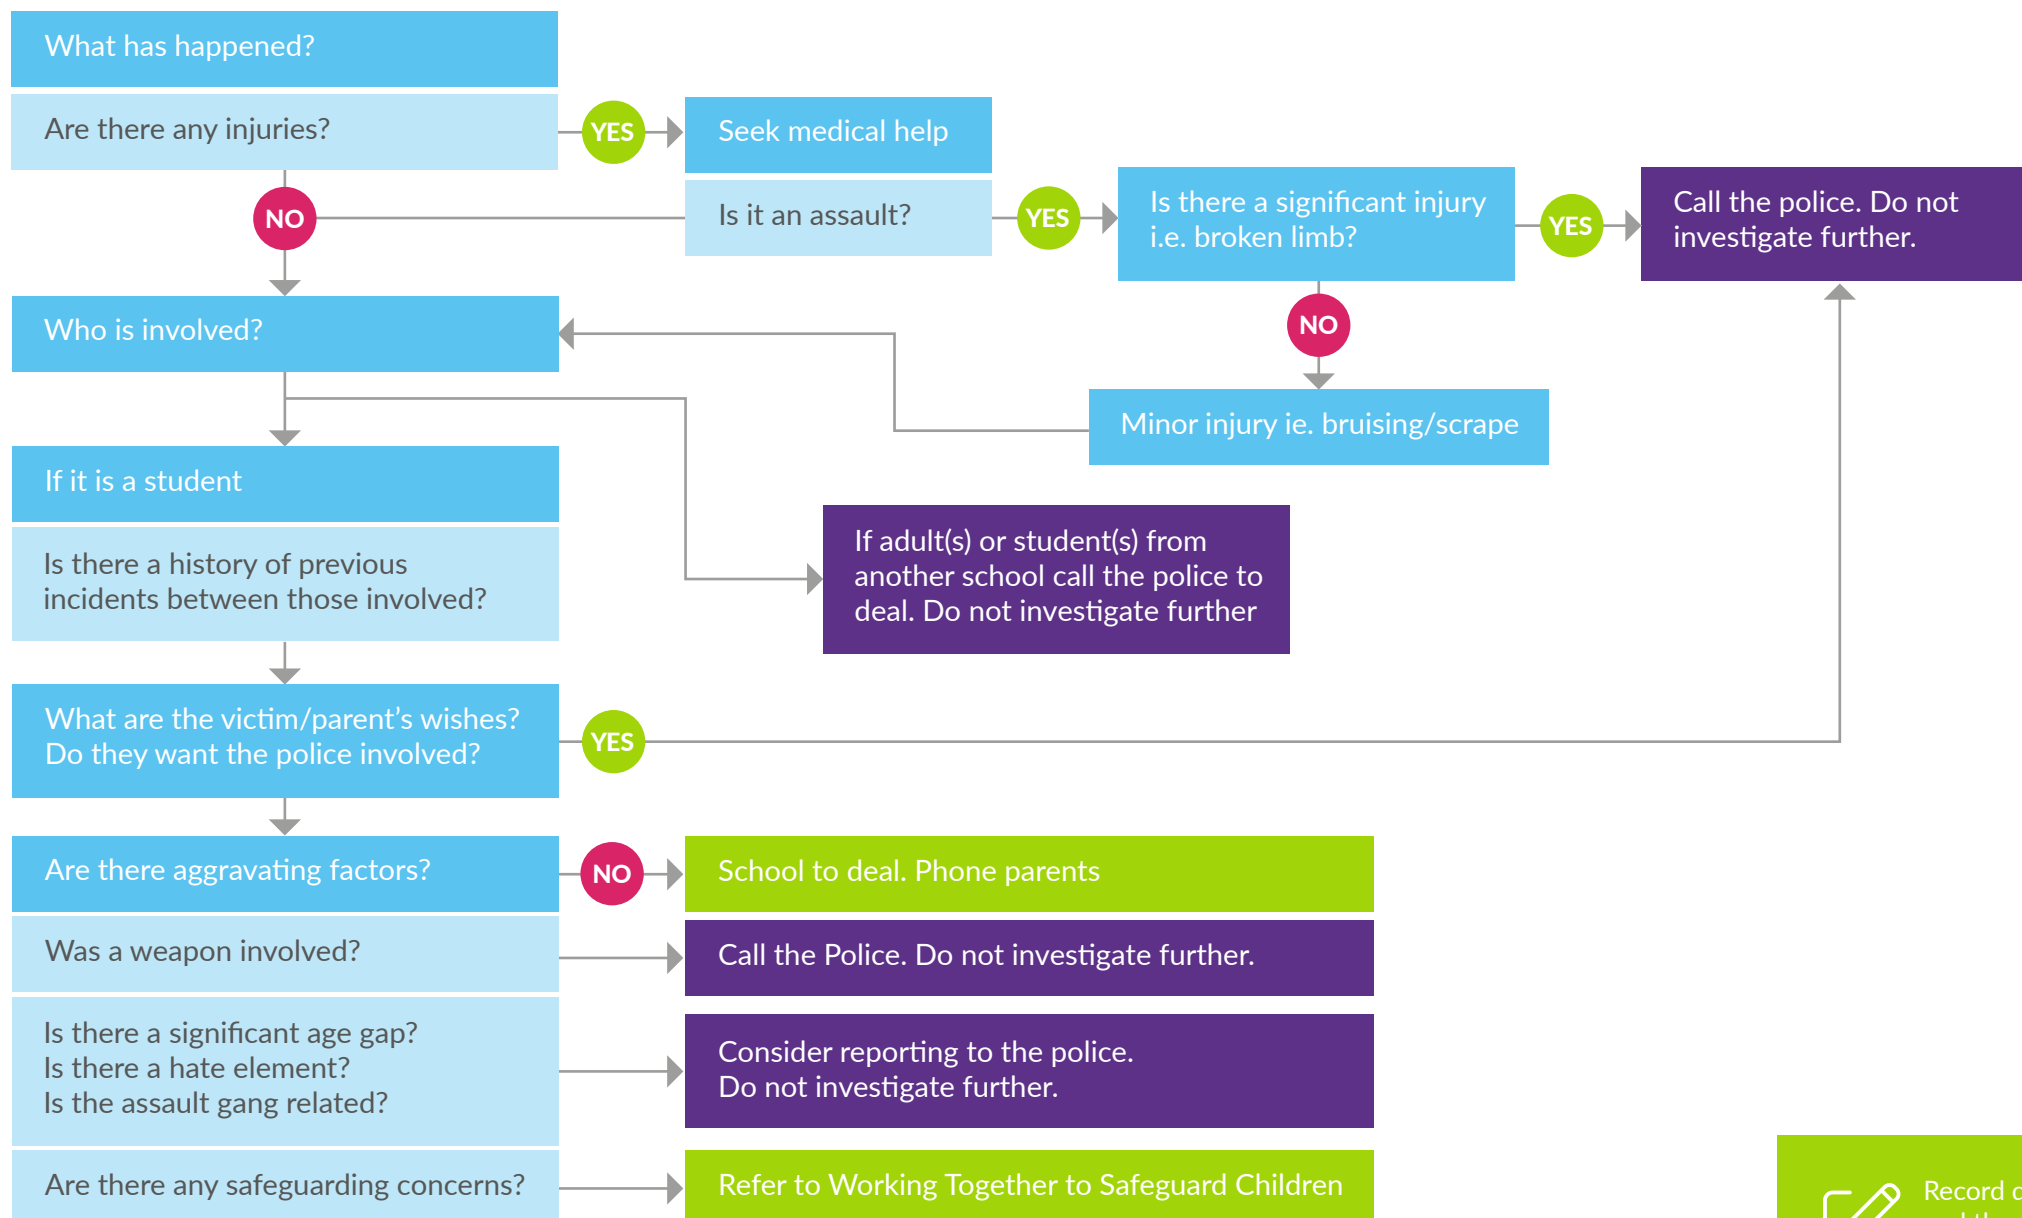 What has happened?
Are there any injuries?
YES
Seek medical help
Is it an assault?
YES
Is there a significant injury
i.e. broken limb?
YES
Call the police. Do not
investigate further.
NO
NO
Who is involved?
Minor injury ie. bruising/scrape
If it is a student
Is there a history of previous
incidents between those involved?
If adult(s) or student(s) from
another school call the police to
deal. Do not investigate further
What are the victim/parent’s wishes?
Do they want the police involved?
YES
Are there aggravating factors?
NO
School to deal. Phone parents
Was a weapon involved?
Call the Police. Do not investigate further.
Is there a significant age gap?
Is there a hate element?
Is the assault gang related?
Consider reporting to the police.
Do not investigate further.
Are there any safeguarding concerns?
Refer to Working Together to Safeguard Children
Record